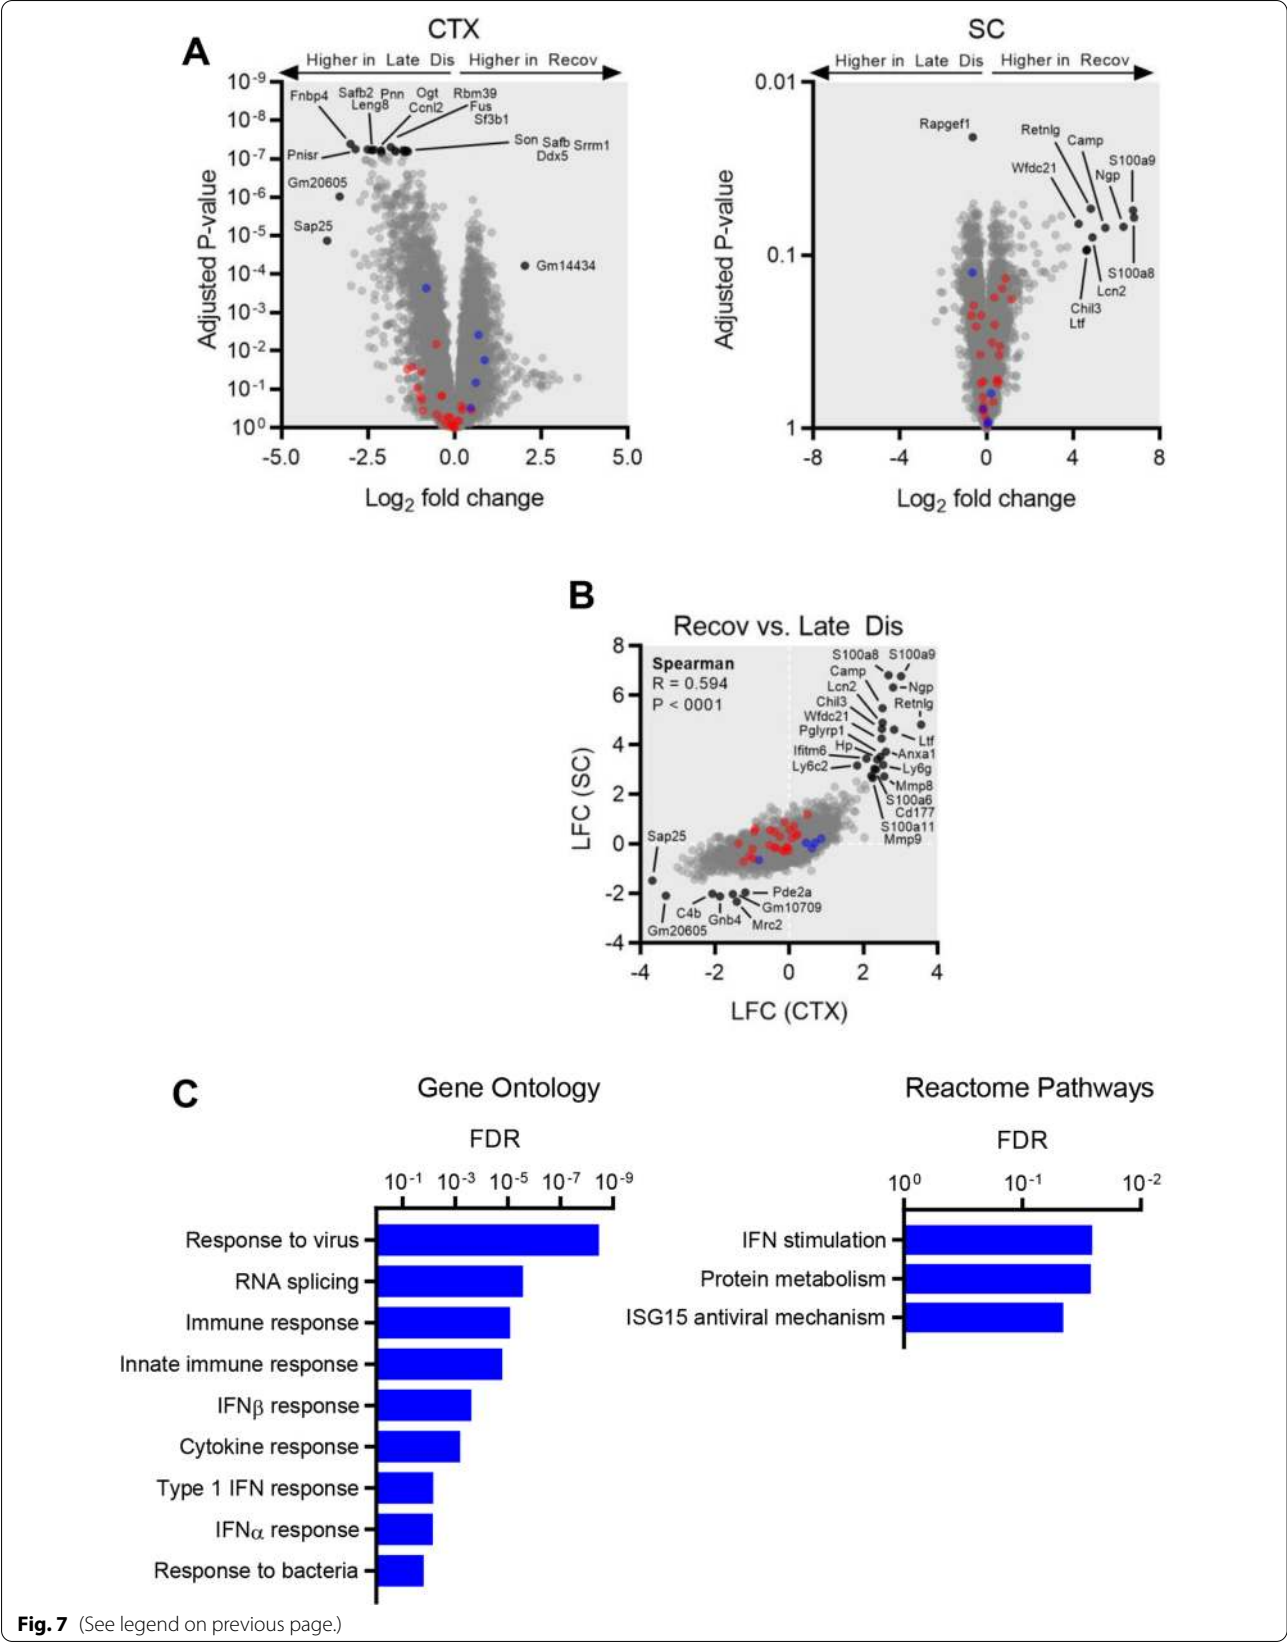 A
CTX
Higher in Late Dis Higher in Recov
Adjusted P-value
10-9
10-8
10-7
10-6
10-5
10-4
10-3
10-2
10-1
100
Fnbp4 Safb2 Pnn Ogt Rbm39
Leng8 Ccnl2 Fus
Sf3b1
Son Safb Srrm1
Ddx5
Pnisr
Gm20605
Sap25
Gm14434
-5.0 -2.5 0.0 2.5 5.0
Log2 fold change
SC
Higher in Late Dis Higher in Recov
Adjusted P-value
0.01
0.1
1
Rapgef1
Retnlg
Camp
Wfdc21
Ngp
S100a9
S100a8
Lcn2
Chil3
Ltf
-8 -4 0 4 8
Log2 fold change
B
Recov vs. Late Dis
LFC (SC)
8
6
4
2
0
-2
-4
Spearman
R = 0.594
P < 0001
S100a8 S100a9
Camp
Lcn2
Ngp
Chil3
Retnlg
Wfdc21
Pglyrp1
Ltf
Hp
Ifitm6
Anxa1
Ly6c2
Ly6g
Mmp8
S100a6
Cd177
S100a11
Mmp9
Sap25
Pde2a
Gm10709
C4b
Gnb4
Mrc2
Gm20605
-4 -2 0 2 4
LFC (CTX)
C
Gene Ontology
FDR
10-1 10-3 10-5 10-7 10-9
Response to virus
RNA splicing
Immune response
Innate immune response
IFNβ response
Cytokine response
Type 1 IFN response
IFNα response
Response to bacteria
Reactome Pathways
FDR
100 10-1 10-2
IFN stimulation
Protein metabolism
ISG15 antiviral mechanism
Fig. 7 (See legend on previous page.)